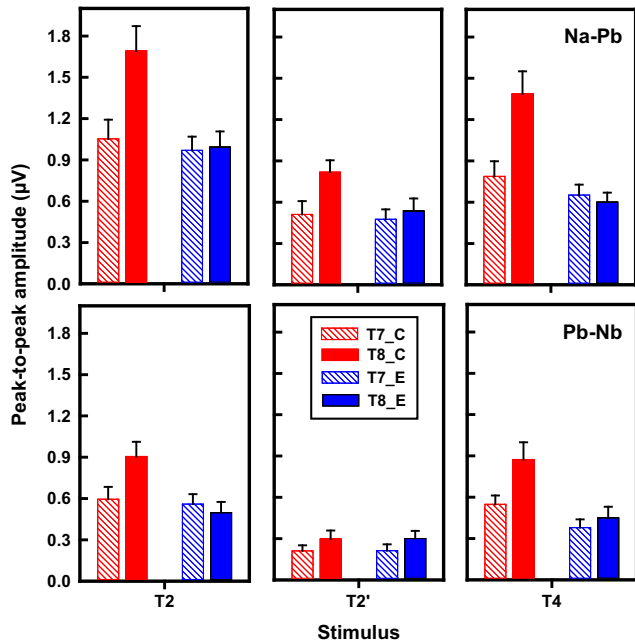 Na-Pb
1.8
1.5
1.2
0.9
0.6
0.3
0.0
Peak-to-peak amplitude (µV)
Pb-Nb
1.8
1.5
1.2
0.9
0.6
0.3
0.0
T7_C
T8_C
T7_E
T8_E
T2
T2'
T4
Stimulus